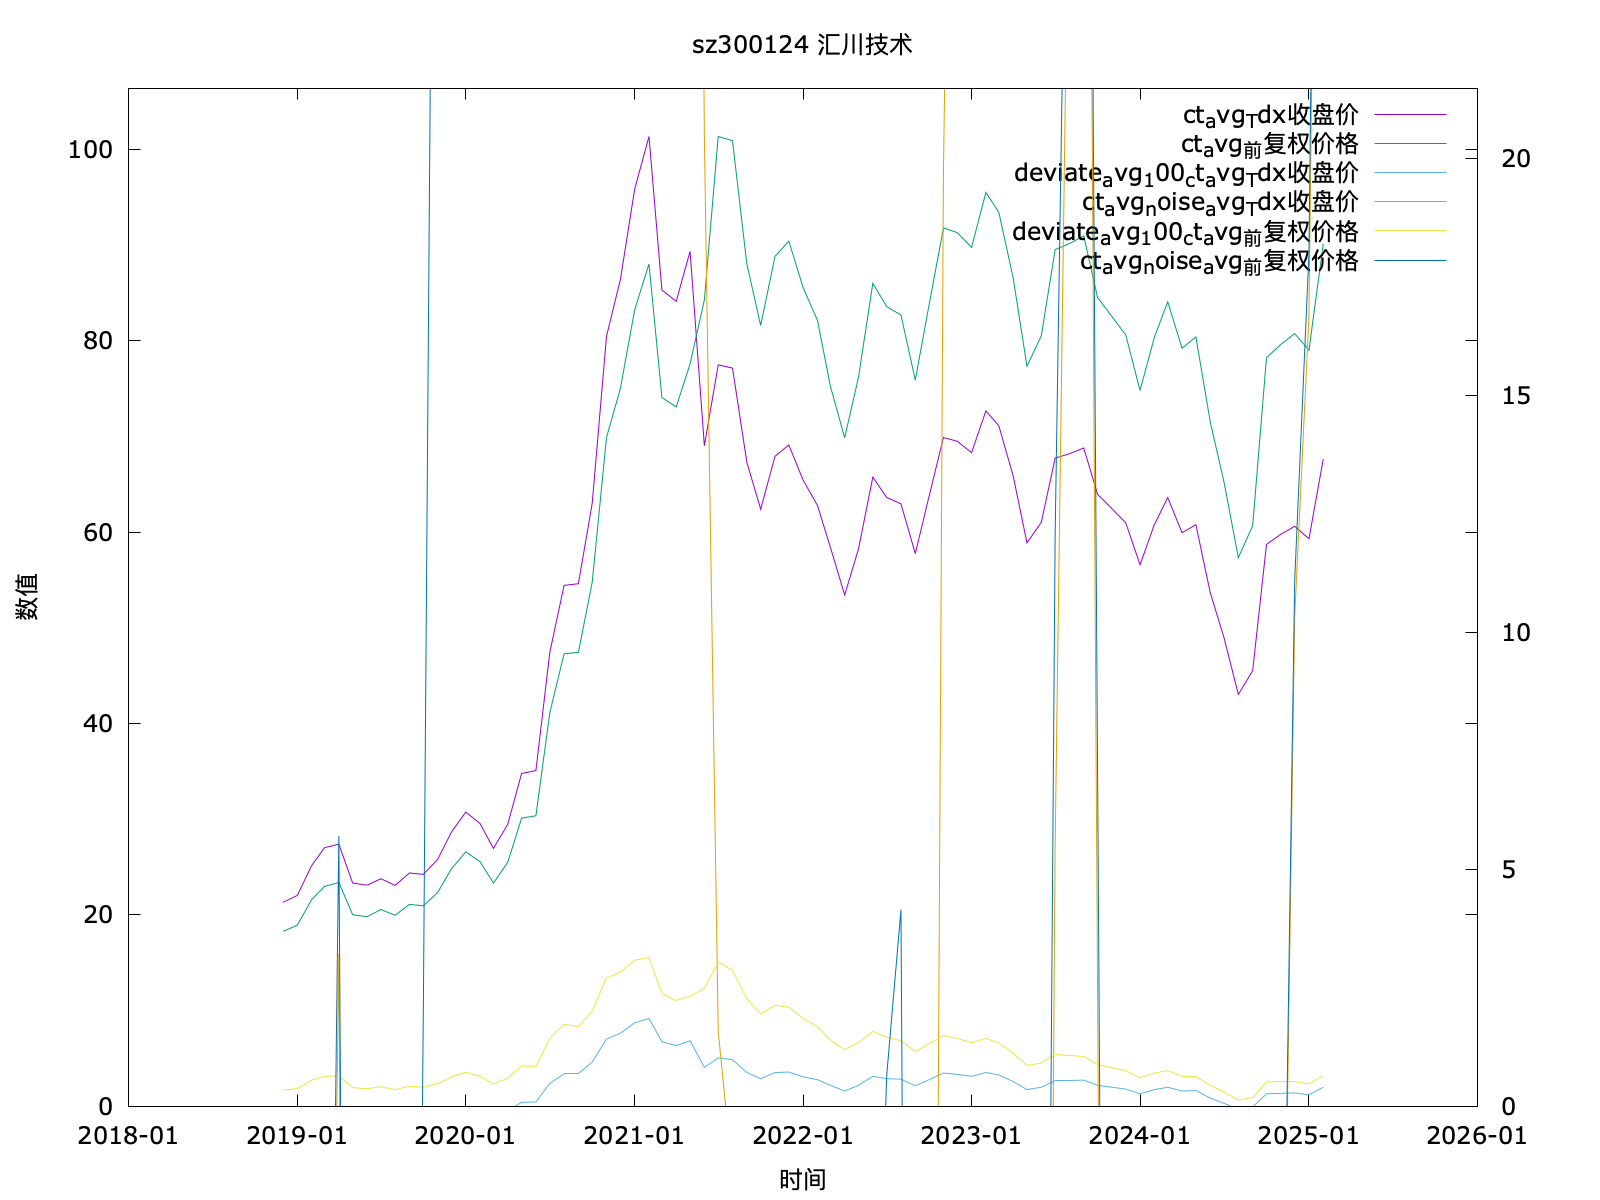 sz300124 汇川技术
ct_avg_Tdx收盘价
ct_avg_前复权价格
deviate_avg_100_ct_avg_Tdx收盘价
ct_avg_noise_avg_Tdx收盘价
deviate_avg_100_ct_avg_前复权价格
ct_avg_noise_avg_前复权价格
100
80
60
40
20
0
20
15
10
5
0
数值
2018-01 2019-01 2020-01 2021-01 2022-01 2023-01 2024-01 2025-01 2026-01
时间